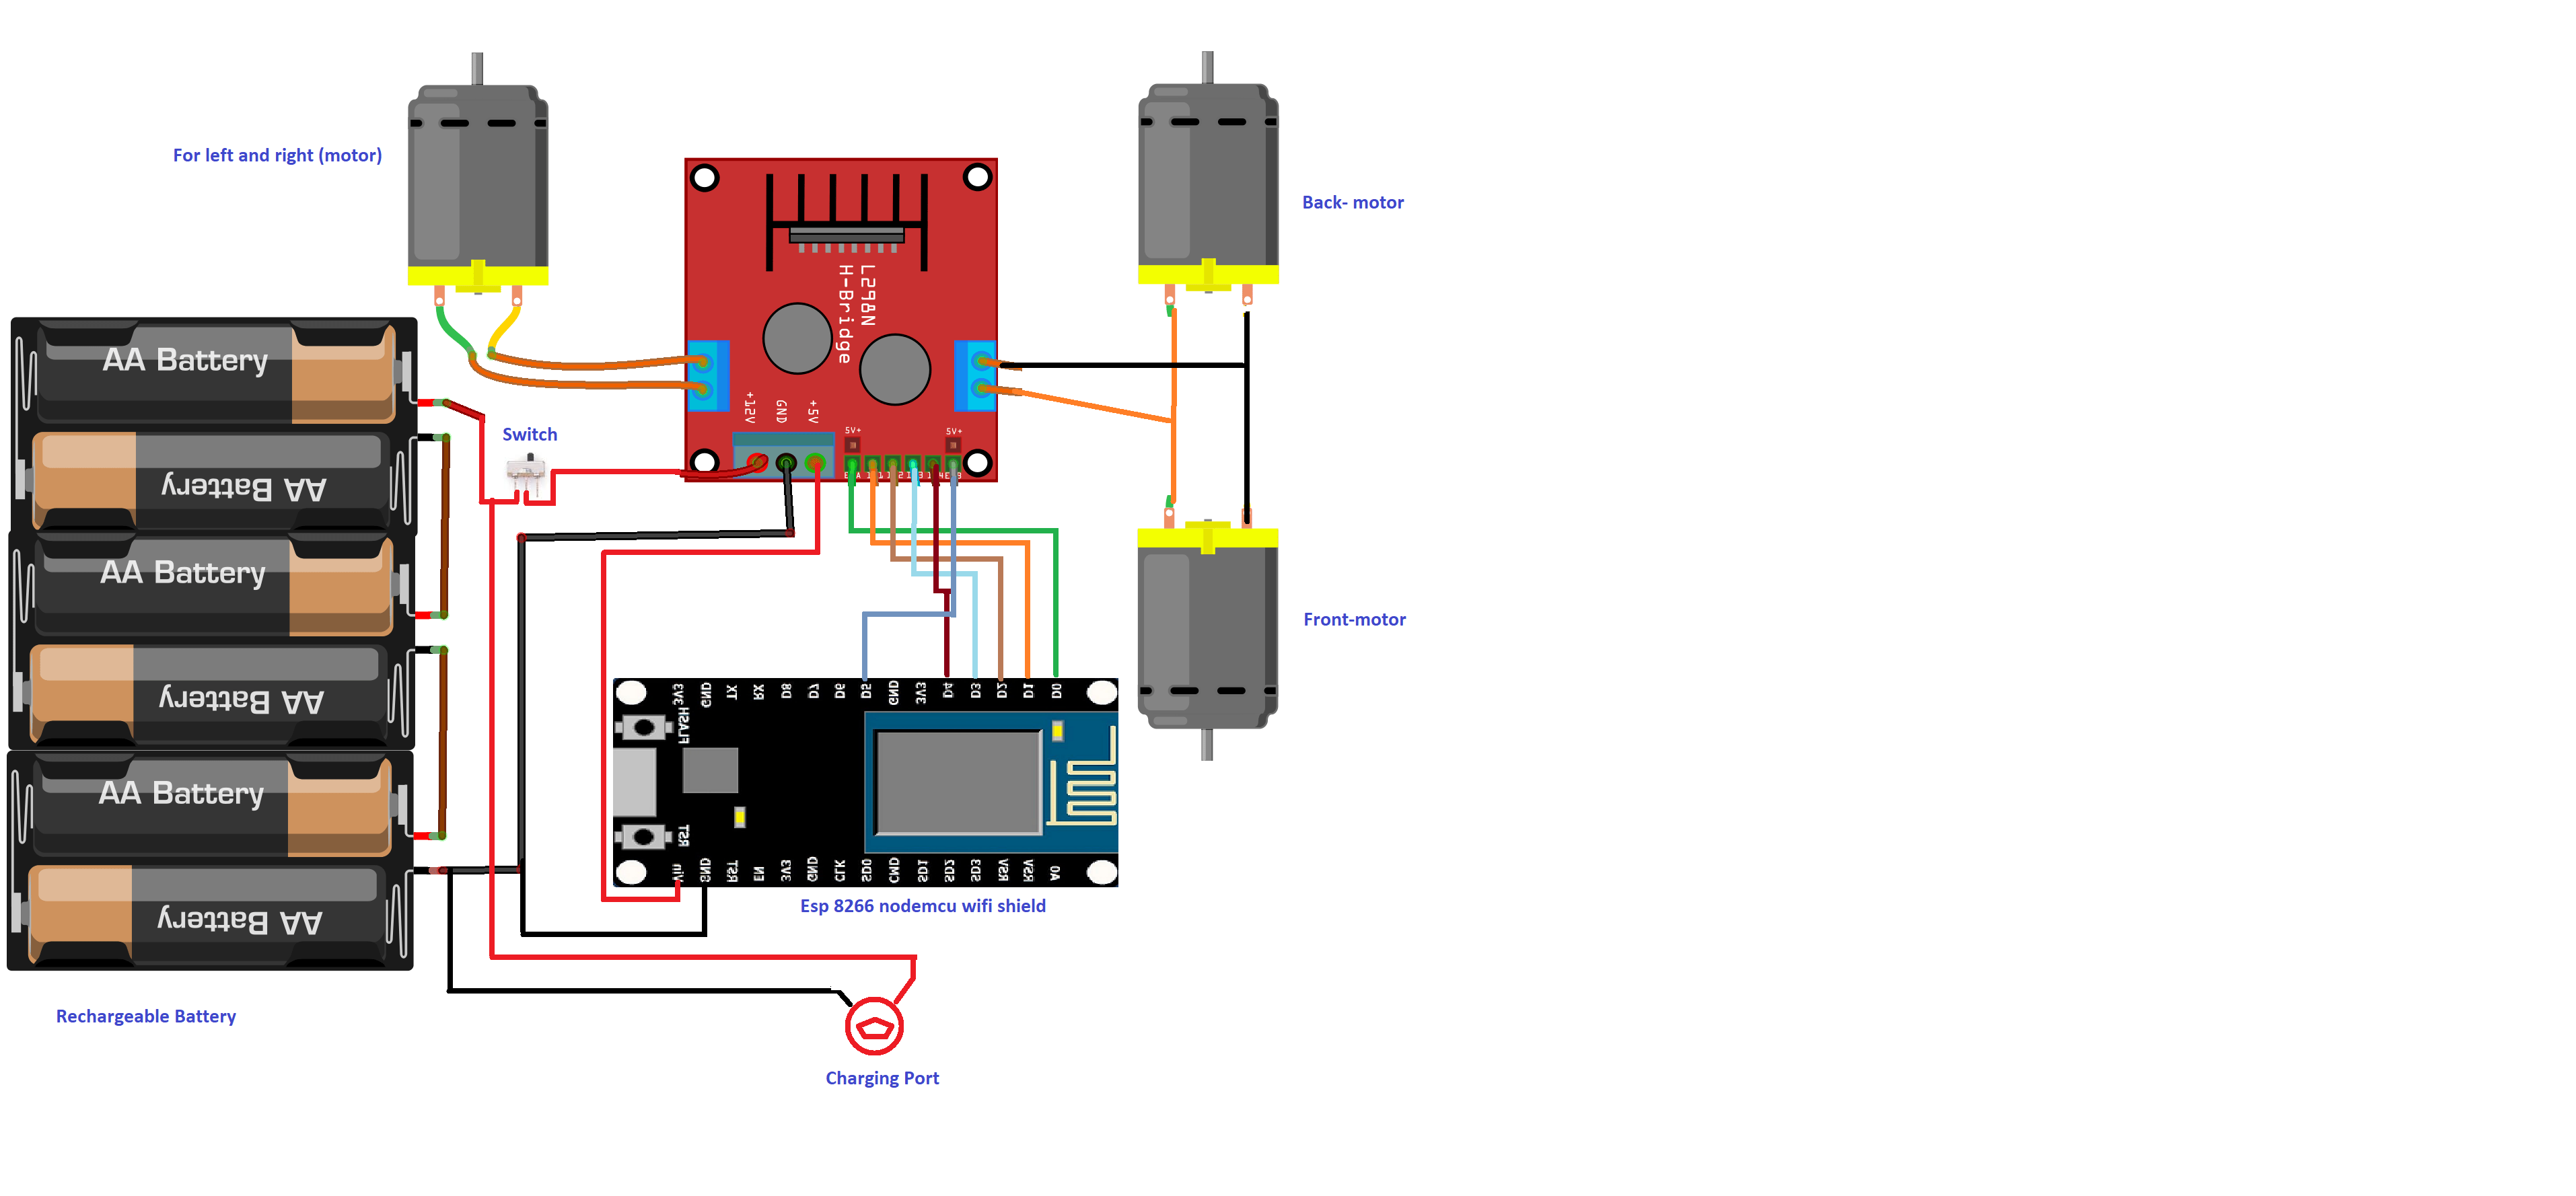 For left and right (motor)
Back- motor
L298N
H-Bridge
+12V
GND
+5V
5V+
5V+
AA Battery
AA Battery
Switch
AA Battery
AA Battery
Front-motor
3V3
GND
TX
RX
D8
D7
D6
D5
GND
3V3
D4
D3
D2
D1
D0
FLASH
AA Battery
RST
Vin
GND
RST
EN
3V3
GND
CLK
SD0
CMD
SD1
SD2
SD3
RSV
RSV
A0
AA Battery
Esp 8266 nodemcu wifi shield
Rechargeable Battery
Charging Port